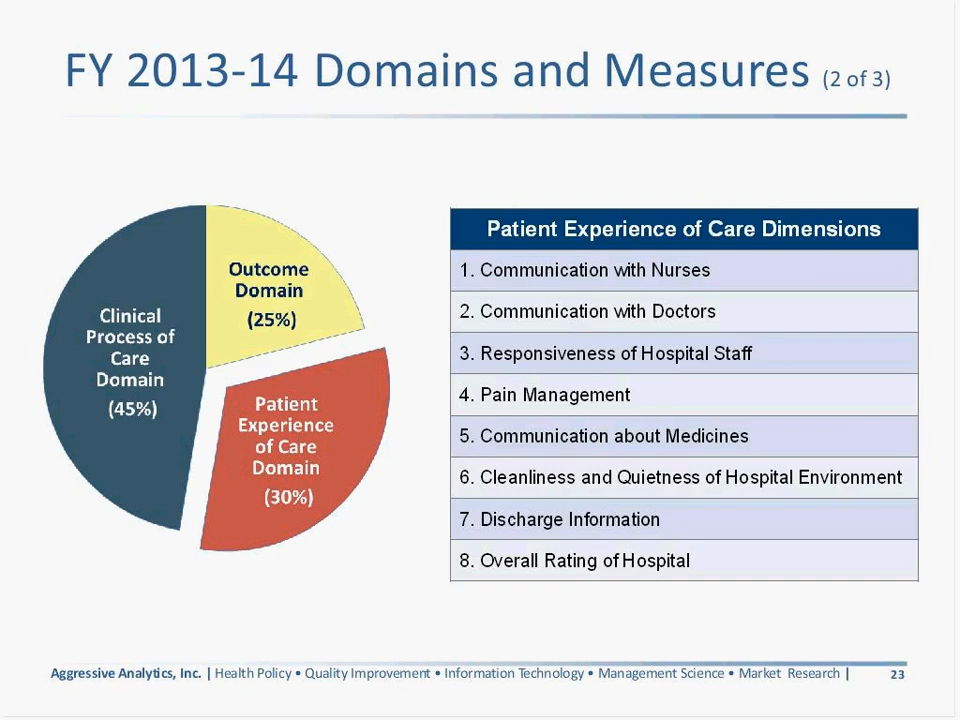 FY 2013-14 Domains and Measures (2 of 3)
Outcome
Domain
(25%)
Clinical
Process of
Care
Domain
(45%)
Patient
Experience
of Care
Domain
(30%)
Patient Experience of Care Dimensions
1. Communication with Nurses
2. Communication with Doctors
3. Responsiveness of Hospital Staff
4. Pain Management
5. Communication about Medicines
6. Cleanliness and Quietness of Hospital Environment
7. Discharge Information
8. Overall Rating of Hospital
Aggressive Analytics, Inc. | Health Policy • Quality Improvement • Information Technology • Management Science • Market Research | 23